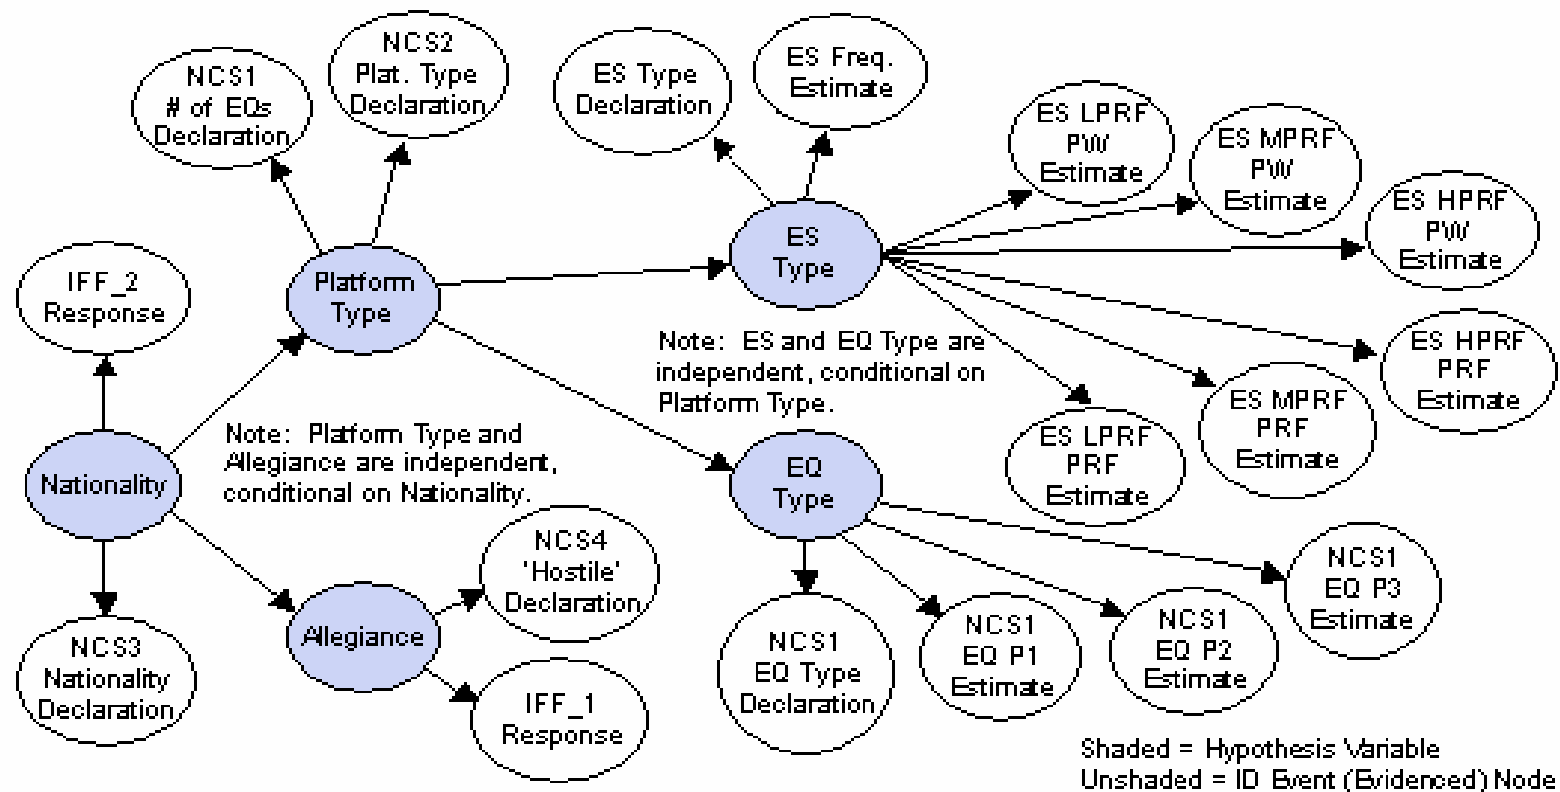 NCS1
# of EQs
Declaration
NCS2
Plat. Type
Declaration
ES Type
Declaration
ES Freq.
Estimate
ES LPRF
PW
Estimate
ES MPRF
PW
Estimate
ES HPRF
PW
Estimate
IFF_2
Response
Platform
Type
ES
Type
Note: ES and EQ Type are
independent, conditional on
Platform Type.
ES HPRF
PRF
Estimate
ES MPRF
PRF
Estimate
ES LPRF
PRF
Estimate
Nationality
Note: Platform Type and
Allegiance are independent,
conditional on Nationality.
EQ
Type
NCS4
'Hostile'
Declaration
Allegiance
NCS3
Nationality
Declaration
IFF_1
Response
NCS1
EQ Type
Declaration
NCS1
EQ P1
Estimate
NCS1
EQ P2
Estimate
NCS1
EQ P3
Estimate
Shaded = Hypothesis Variable
Unshaded = ID Event (Evidenced) Node